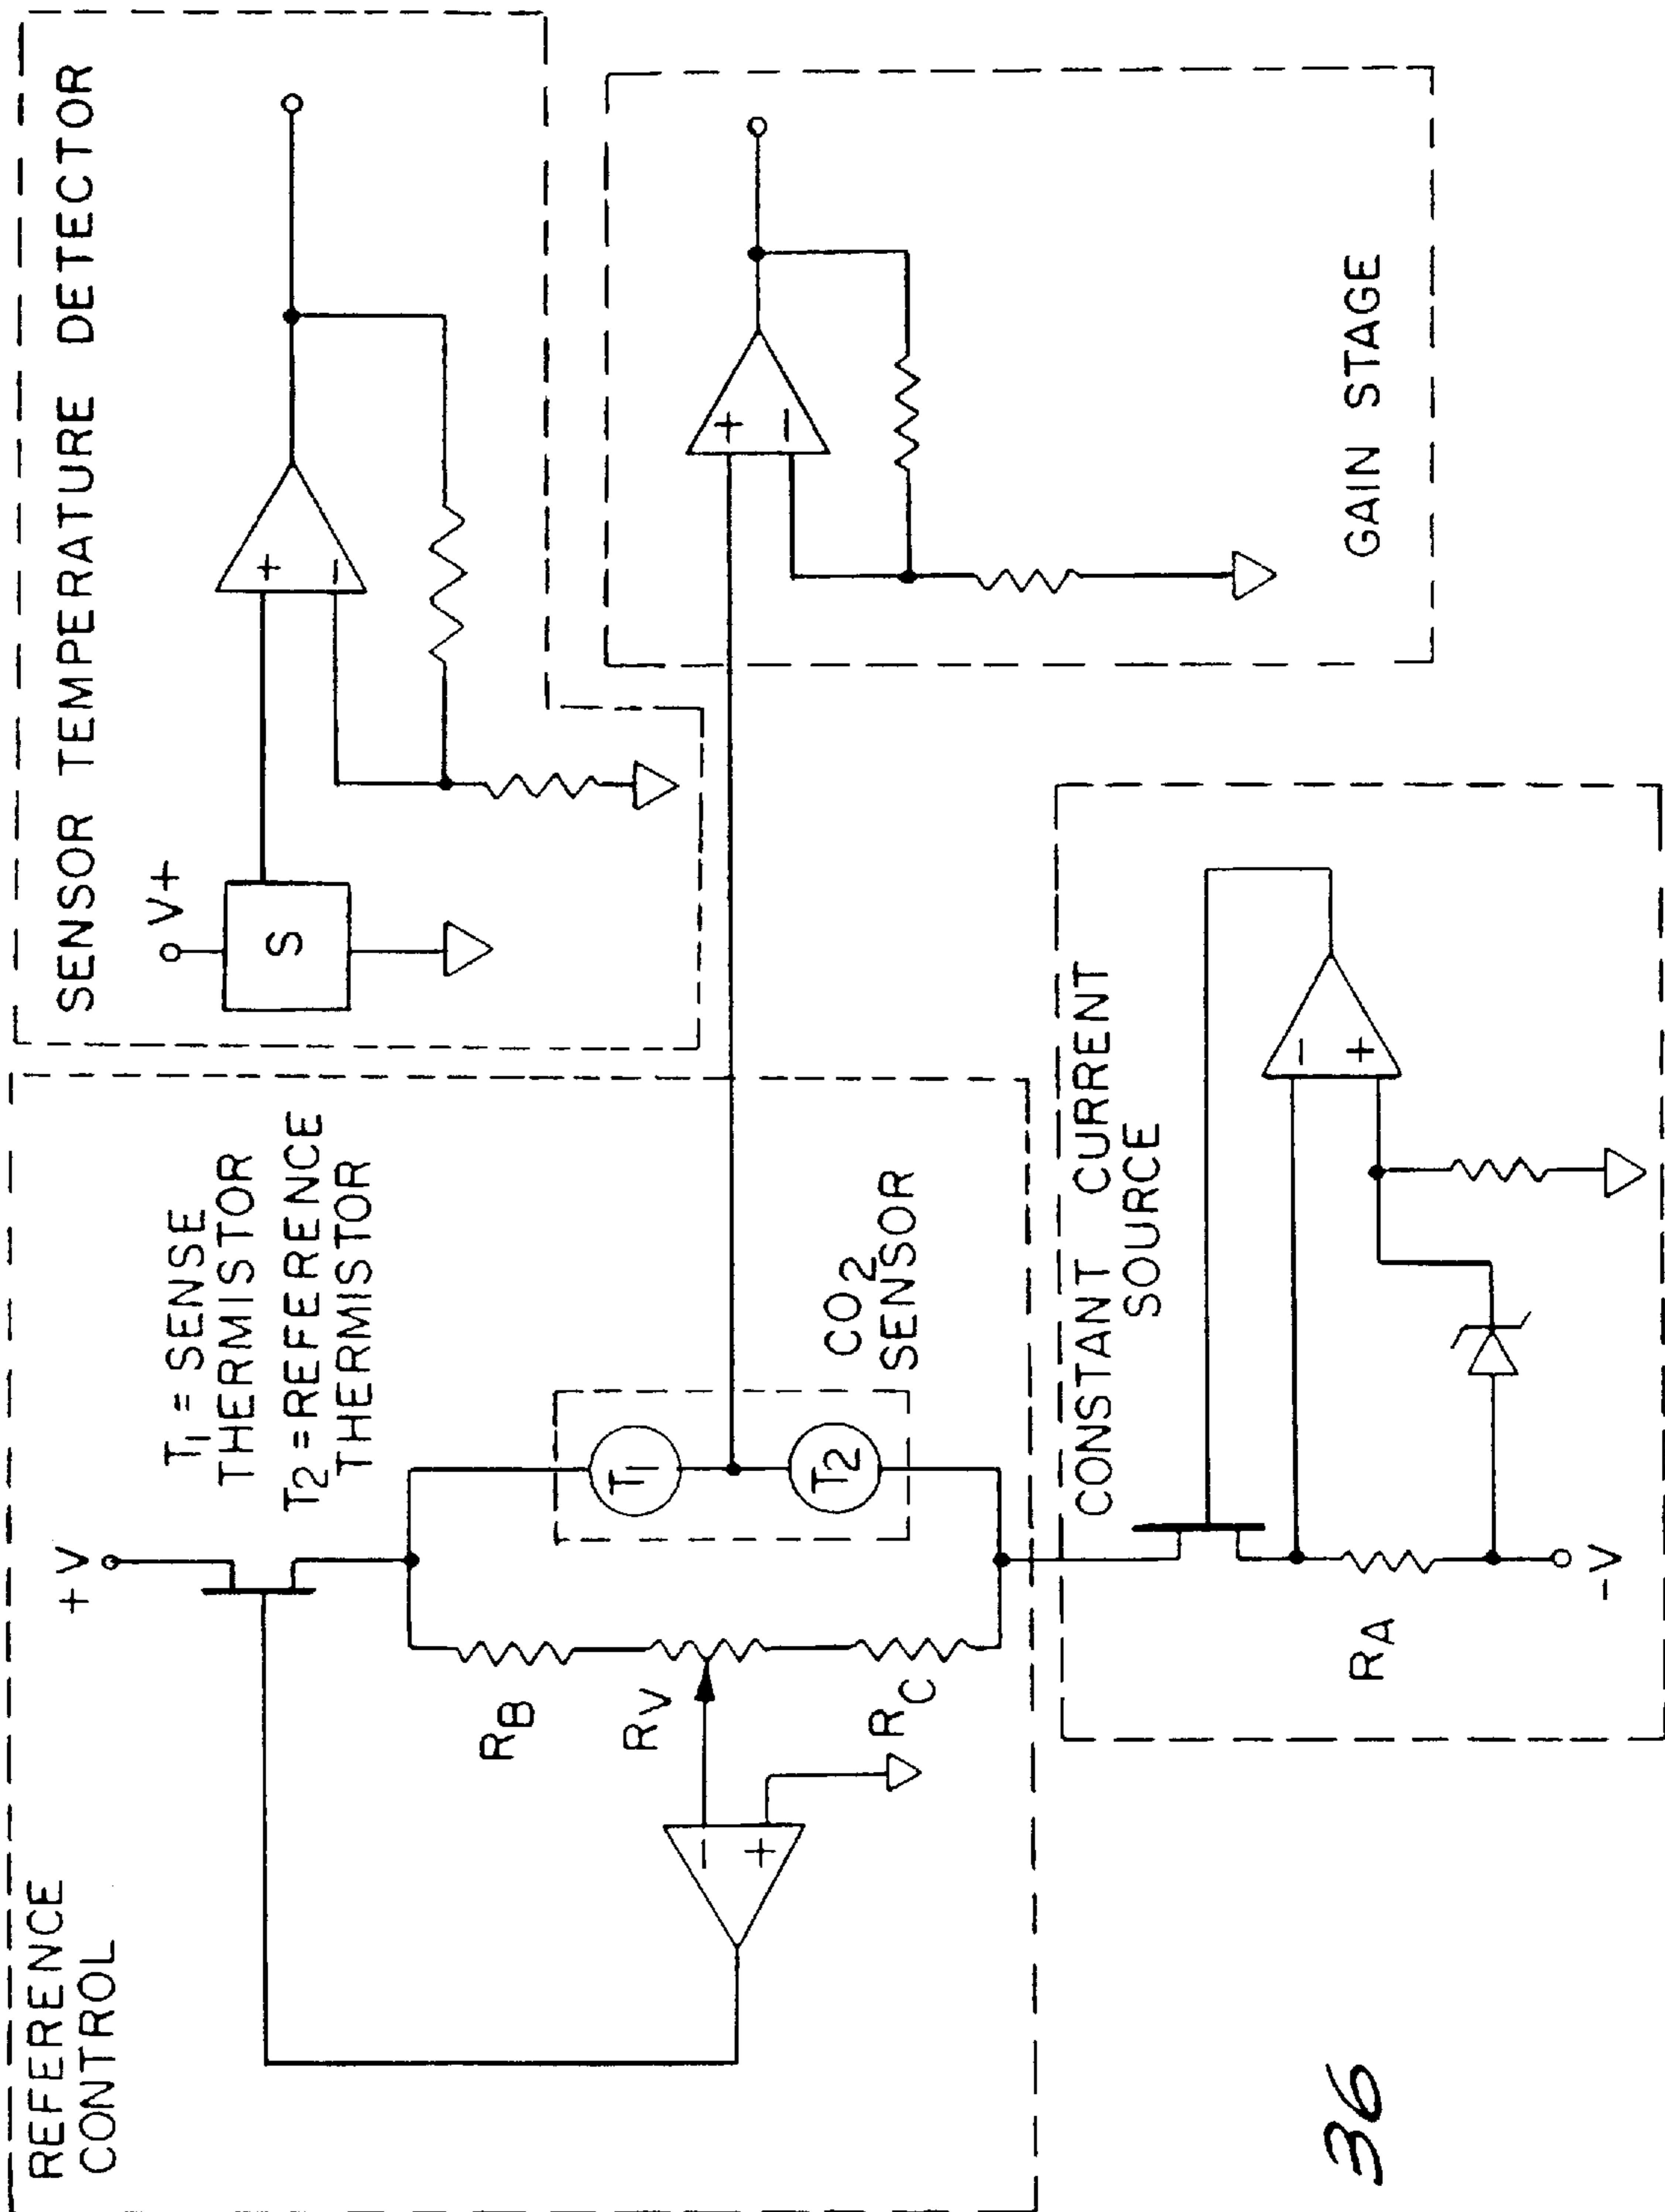 REFERENCE
CONTROL
+V
T1 = SENSE
THERMISTOR
T2 = REFERENCE
THERMISTOR
RB
RV
RC
T1
T2
CO2
SENSOR
-
+
SENSOR TEMPERATURE DETECTOR
V+
S
+
-
+
-
GAIN STAGE
CONSTANT CURRENT
SOURCE
-
+
RA
-V
36